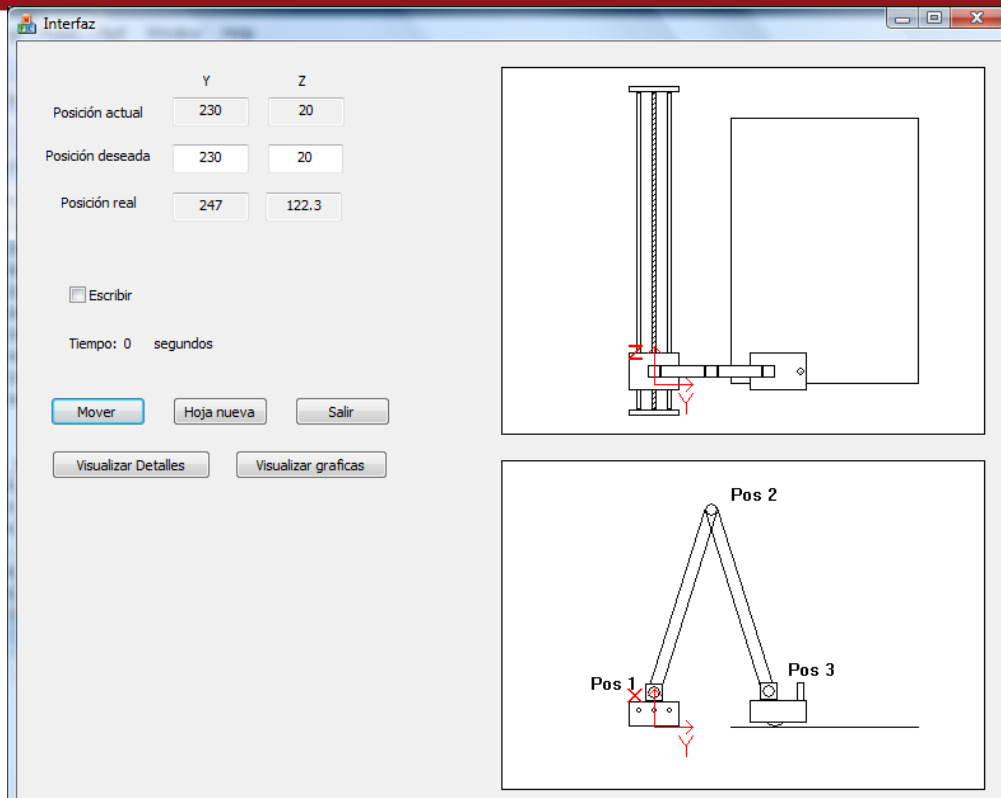 Interfaz
Y Z
Posición actual 230 20
Posición deseada 230 20
Posición real 247 122.3
Escribir
Tiempo: 0 segundos
Mover Hoja nueva Salir
Visualizar Detalles Visualizar graficas
Z
Y
Pos 2
Pos 1
X
Pos 3
Y